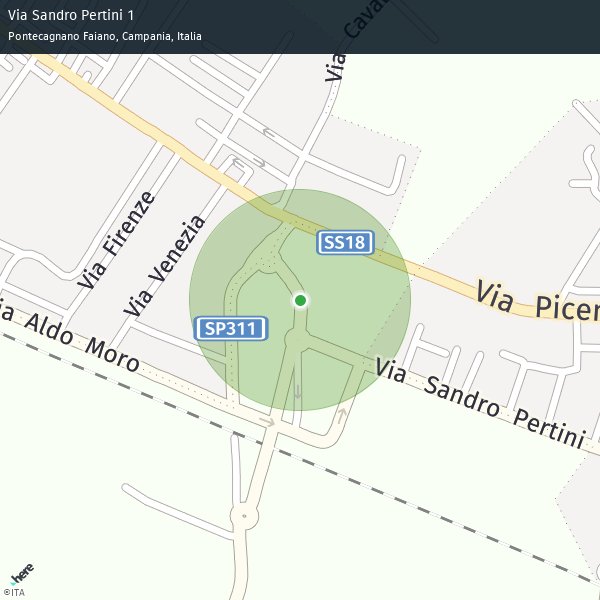 Via Sandro Pertini 1
Pontecagnano Faiano, Campania, Italia
Via Cavau
Via Firenze
Via Venezia
SS18
Via Picen
SP311
ia Aldo Moro
Via Sandro Pertini
here
©ITA